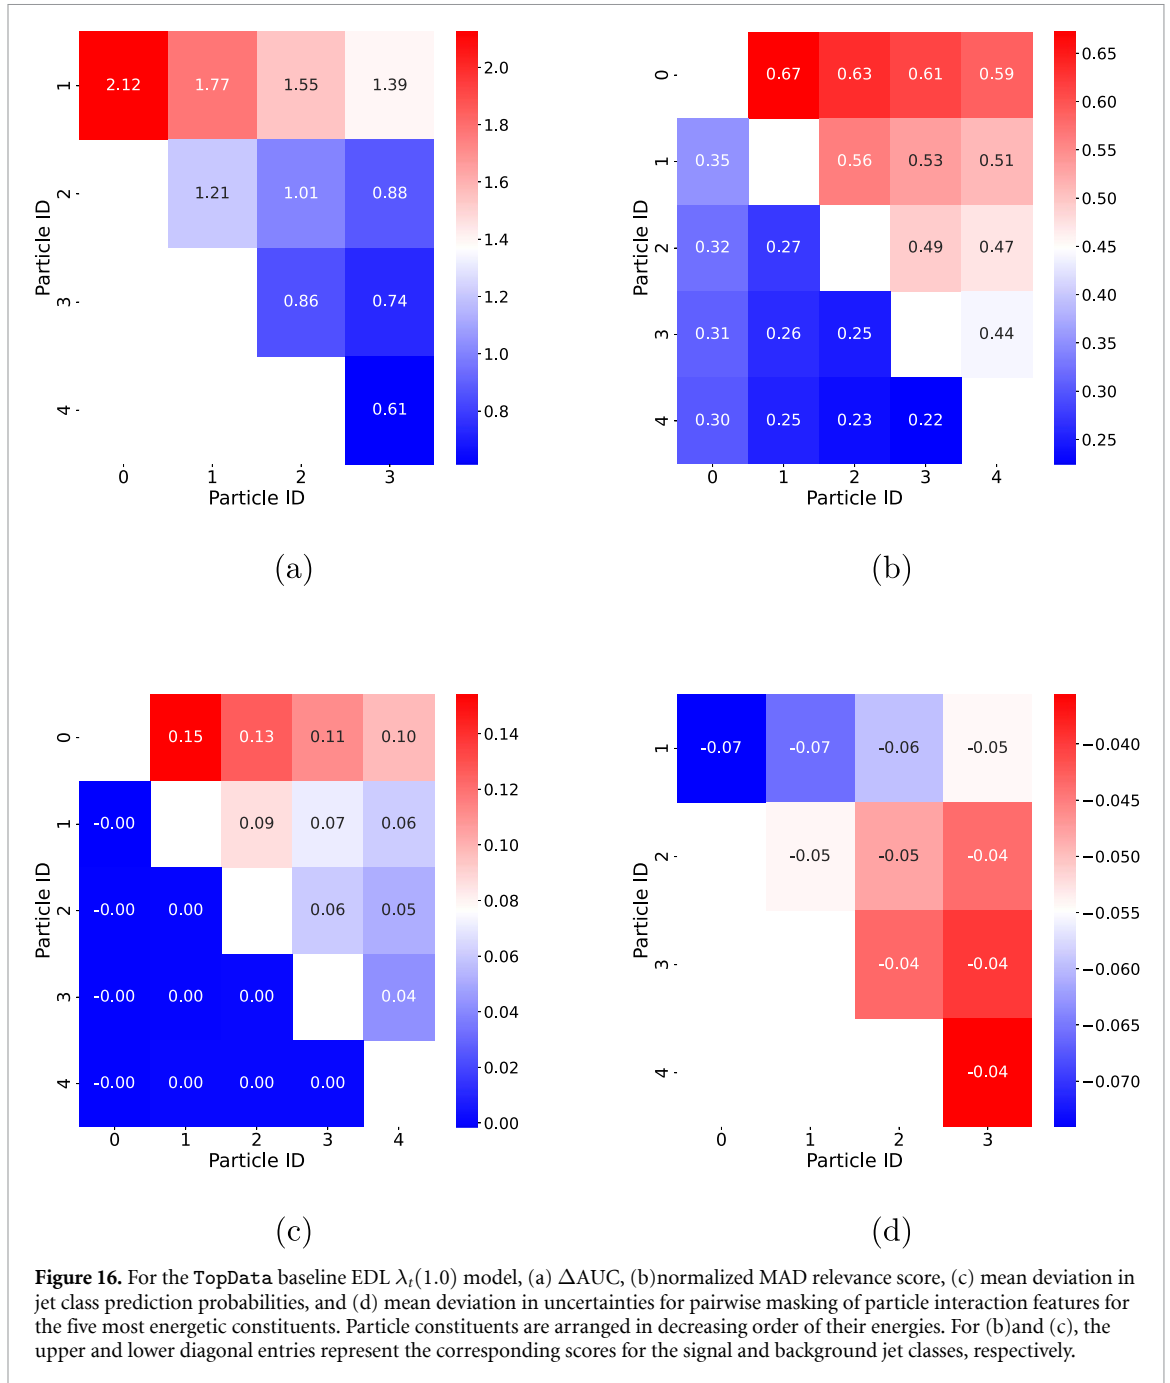 1
2.12 1.77 1.55 1.39
2
1.21 1.01 0.88
3
0.86 0.74
4
0.61
0 1 2 3
Particle ID
Particle ID
2.0
1.8
1.6
1.4
1.2
1.0
0.8
(a)
0
0.67 0.63 0.61 0.59
1
0.35 0.56 0.53 0.51
2
0.32 0.27 0.49 0.47
3
0.31 0.26 0.25 0.44
4
0.30 0.25 0.23 0.22
0 1 2 3 4
Particle ID
Particle ID
0.65
0.60
0.55
0.50
0.45
0.40
0.35
0.30
0.25
(b)
0
0.15 0.13 0.11 0.10
1
-0.00 0.09 0.07 0.06
2
-0.00 0.00 0.06 0.05
3
-0.00 0.00 0.00 0.04
4
-0.00 0.00 0.00 0.00
0 1 2 3 4
Particle ID
Particle ID
0.14
0.12
0.10
0.08
0.06
0.04
0.02
0.00
(c)
1
-0.07 -0.07 -0.06 -0.05
2
-0.05 -0.05 -0.04
3
-0.04 -0.04
4
-0.04
0 1 2 3
Particle ID
Particle ID
−0.040
−0.045
−0.050
−0.055
−0.060
−0.065
−0.070
(d)
Figure 16. For the TopData baseline EDL λt(1.0) model, (a) ΔAUC, (b)normalized MAD relevance score, (c) mean deviation in
jet class prediction probabilities, and (d) mean deviation in uncertainties for pairwise masking of particle interaction features for
the five most energetic constituents. Particle constituents are arranged in decreasing order of their energies. For (b)and (c), the
upper and lower diagonal entries represent the corresponding scores for the signal and background jet classes, respectively.